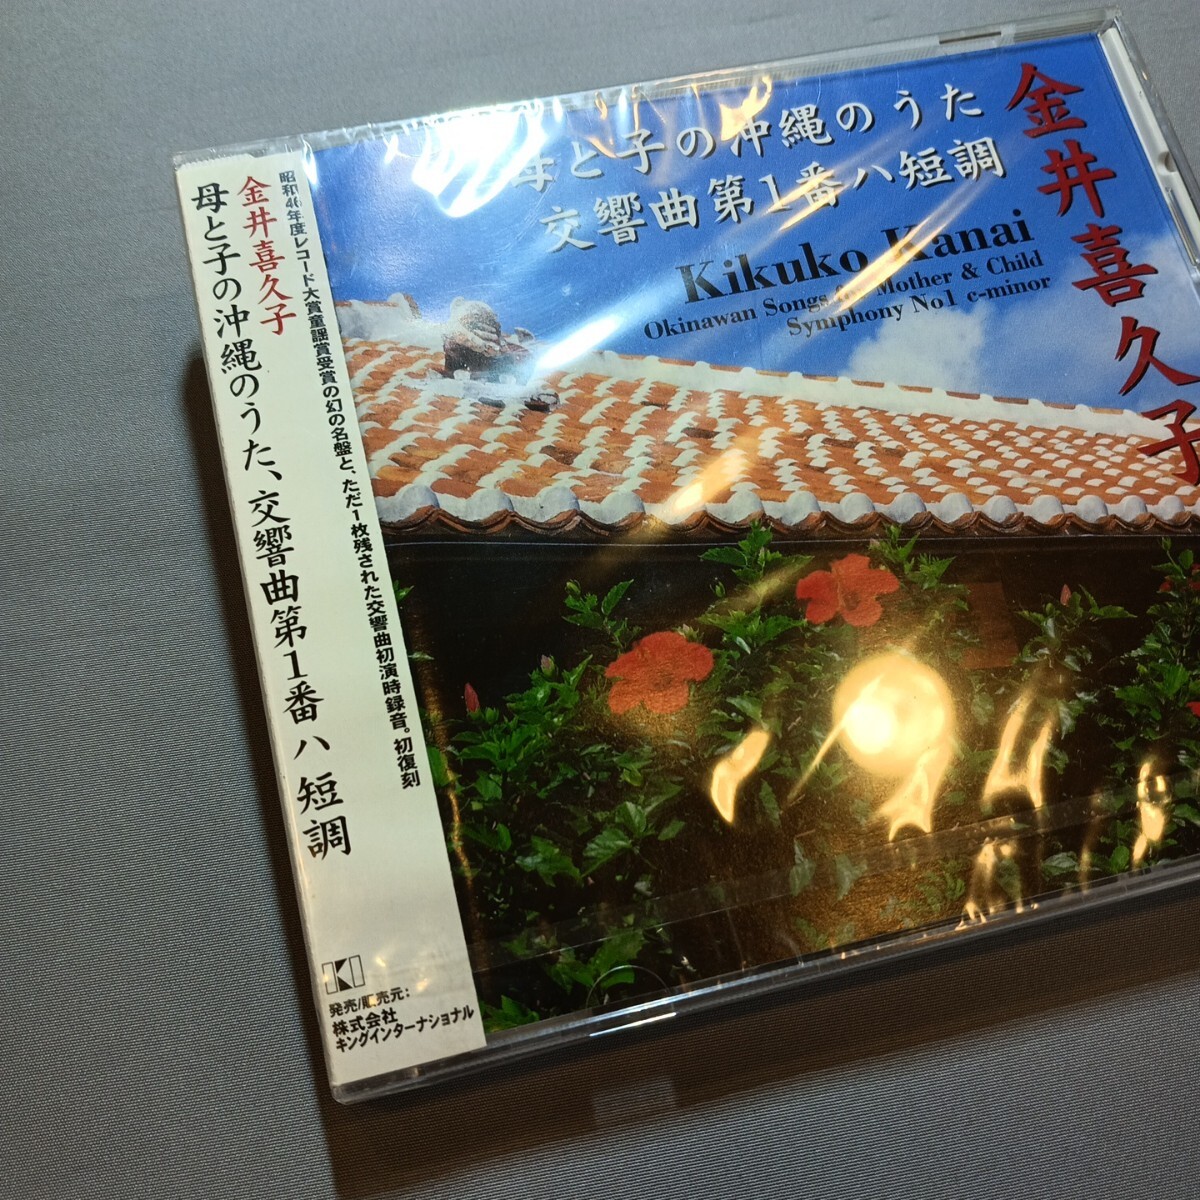 母と子の沖縄のうた
交響曲第1番ハ短調
金井喜久子
Kikuko Kanai
Okinawan Songs for Mother & Child
Symphony No1 c-minor
昭和46年度レコード大賞童謡賞受賞の幻の名盤と、ただ1枚残された交響曲初演時録音。初復刻
金井喜久子
母と子の沖縄のうた、交響曲第1番 ハ短調
KI
発売/販売元:
株式会社
キングインターナショナル